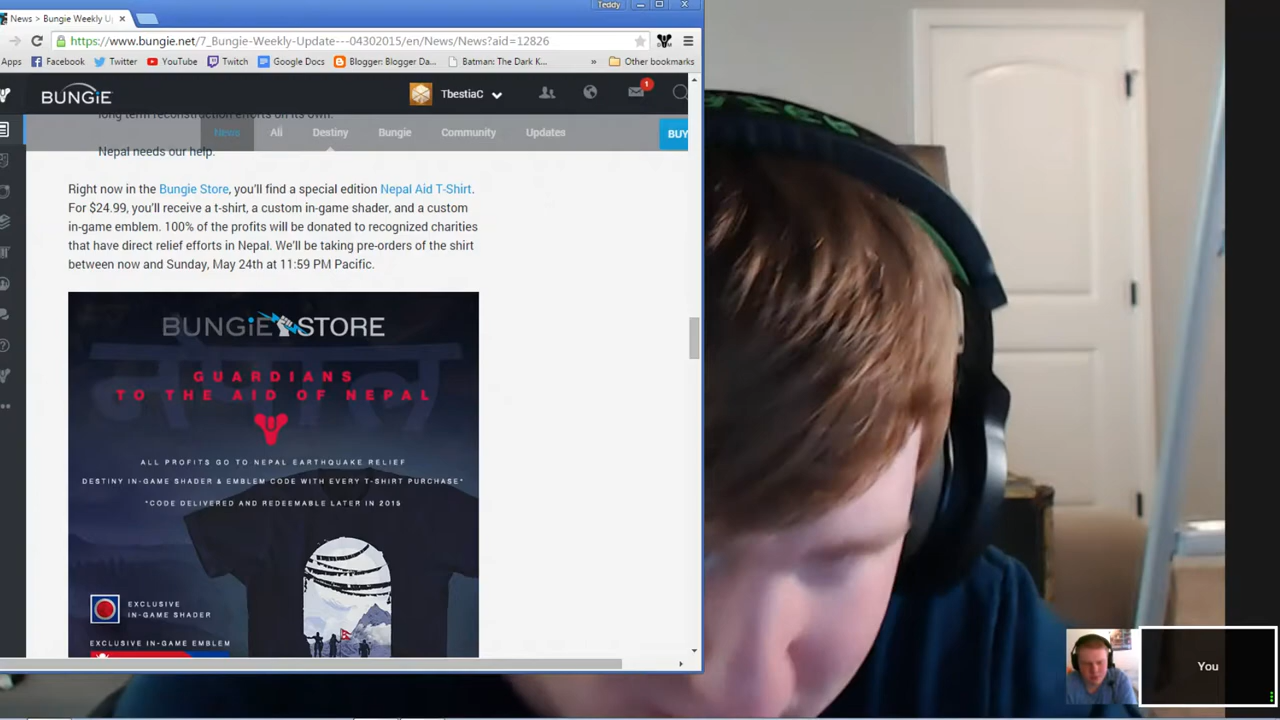 Teddy
News > Bungie Weekly U
https://www.bungie.net/7_Bungie-Weekly-Update---04302015/en/News/News?aid=12826
Apps Facebook Twitter YouTube Twitch Google Docs Blogger: Blogger Da... Batman: The Dark K... » Other bookmarks
BUNGiE TbestiaC 1
long term reconstruction efforts on its own.
News All Destiny Bungie Community Updates BUY
Nepal needs our help.
Right now in the Bungie Store, you'll find a special edition Nepal Aid T-Shirt.
For $24.99, you'll receive a t-shirt, a custom in-game shader, and a custom
in-game emblem. 100% of the profits will be donated to recognized charities
that have direct relief efforts in Nepal. We'll be taking pre-orders of the shirt
between now and Sunday, May 24th at 11:59 PM Pacific.
BUNGiE STORE
नेपाल
GUARDIANS
TO THE AID OF NEPAL
ALL PROFITS GO TO NEPAL EARTHQUAKE RELIEF
DESTINY IN-GAME SHADER & EMBLEM CODE WITH EVERY T-SHIRT PURCHASE*
*CODE DELIVERED AND REDEEMABLE LATER IN 2015
EXCLUSIVE
IN-GAME SHADER
EXCLUSIVE IN-GAME EMBLEM
You